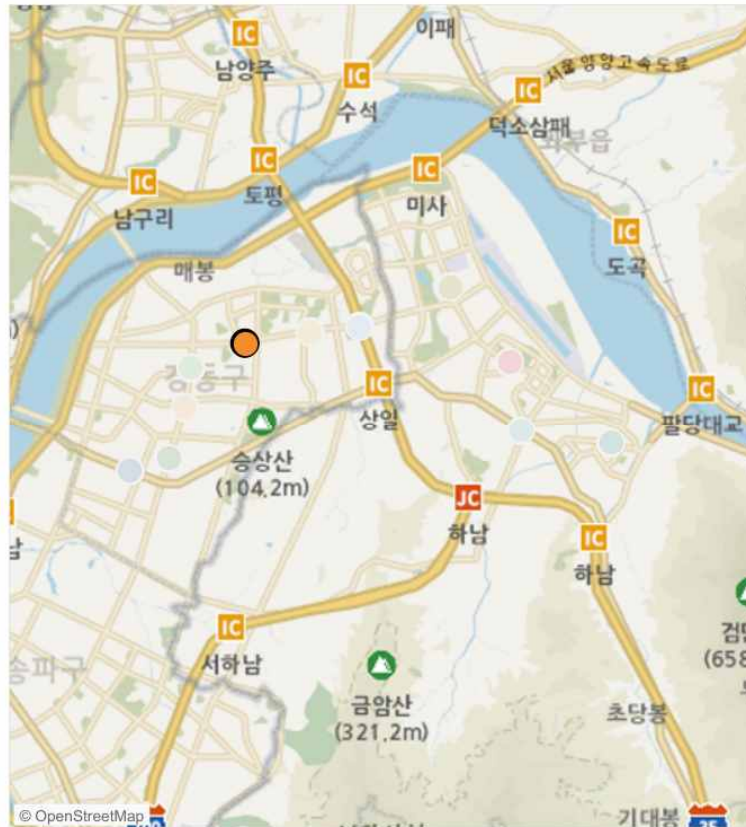 이패
IC
남양주
IC
수석
서울양양고속도로
IC
덕소삼패
와부읍
IC
남구리
IC
도평
IC
미사
IC
도곡
매봉
강동구
IC
상일
IC
팔당대교
승상산
(104.2m)
JC
하남
IC
하남
남
IC
서하남
송파구
금암산
(321.2m)
검단
(658
초당봉
기대봉
© OpenStreetMap
100
35